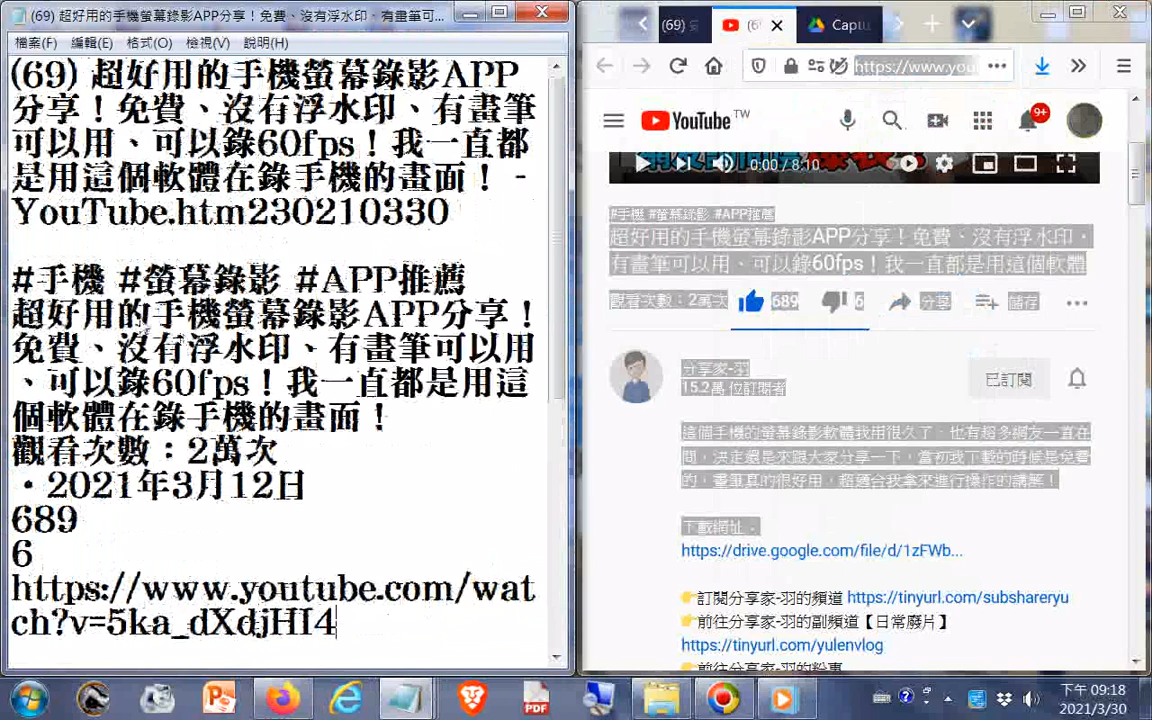 (69) 超好用的手機螢幕錄影APP分享！免費、沒有浮水印、有畫筆可...
檔案(F) 編輯(E) 格式(O) 檢視(V) 說明(H)
(69) 超好用的手機螢幕錄影APP
分享！免費、沒有浮水印、有畫筆
可以用、可以錄60fps！我一直都
是用這個軟體在錄手機的畫面！ -
YouTube.htm230210330
#手機 #螢幕錄影 #APP推薦
超好用的手機螢幕錄影APP分享！
免費、沒有浮水印、有畫筆可以用
、可以錄60fps！我一直都是用這
個軟體在錄手機的畫面！
觀看次數：2萬次
•2021年3月12日
689
6
https://www.youtube.com/wat
ch?v=5ka_dXdjHI4
(69)
Captu
https://www.you
YouTube TW
9+
0:00 / 8:10
#手機 #螢幕錄影 #APP推薦
超好用的手機螢幕錄影APP分享！免費、沒有浮水印、
有畫筆可以用、可以錄60fps！我一直都是用這個軟體
觀看次數：2萬次 689 6 分享 儲存
分享家-羽
15.2萬 位訂閱者
已訂閱
這個手機的螢幕錄影軟體我用很久了，也有超多網友一直在
問，決定還是來跟大家分享一下，當初我下載的時候是免費
的，畫筆真的很好用，超適合我拿來進行操作的講解！
下載網址：
https://drive.google.com/file/d/1zFWb...
👉訂閱分享家-羽的頻道 https://tinyurl.com/subshareryu
👉前往分享家-羽的副頻道【日常廢片】
https://tinyurl.com/yulenvlog
👉前往分享家-羽的粉專
PDF
下午 09:18
2021/3/30